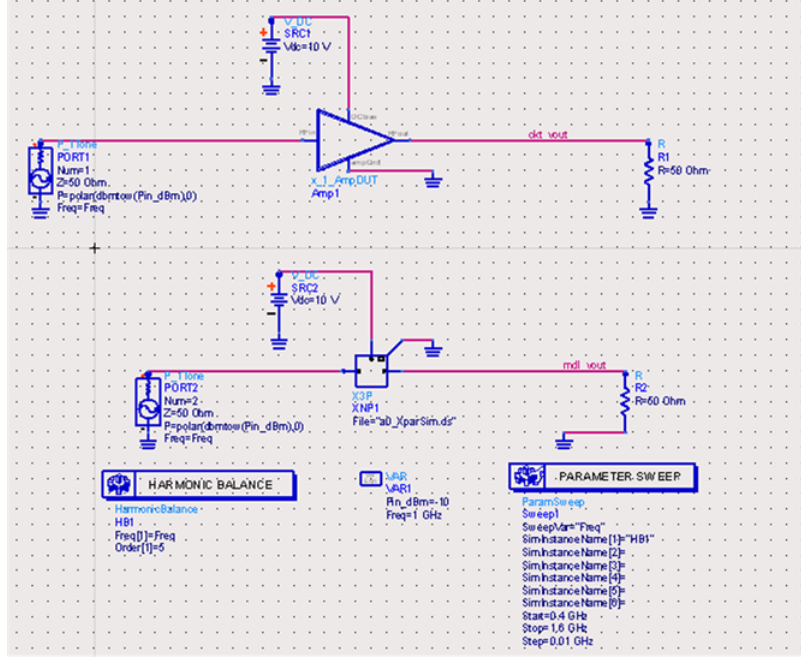 V_DC
SRC1
Vdc=10 V
DCbias
RFin
RFout
ampGnd
ckt_vout
P_1Tone
PORT1
Num=1
Z=50 Ohm
P=polar(dbmtow(Pin_dBm),0)
Freq=Freq
x_1_AmpDUT
Amp1
R
R1
R=50 Ohm
V_DC
SRC2
Vdc=10 V
mdl_vout
P_1Tone
PORT2
Num=2
Z=50 Ohm
P=polar(dbmtow(Pin_dBm),0)
Freq=Freq
X3P
XNP1
File="a0_XparSim.ds"
R
R2
R=50 Ohm
HARMONIC BALANCE
HarmonicBalance
HB1
Freq[1]=Freq
Order[1]=5
VAR
VAR1
Pin_dBm=-10
Freq=1 GHz
PARAMETER SWEEP
ParamSweep
Sweep1
SweepVar="Freq"
SimInstanceName[1]="HB1"
SimInstanceName[2]=
SimInstanceName[3]=
SimInstanceName[4]=
SimInstanceName[5]=
SimInstanceName[6]=
Start=0.4 GHz
Stop=1.6 GHz
Step=0.01 GHz